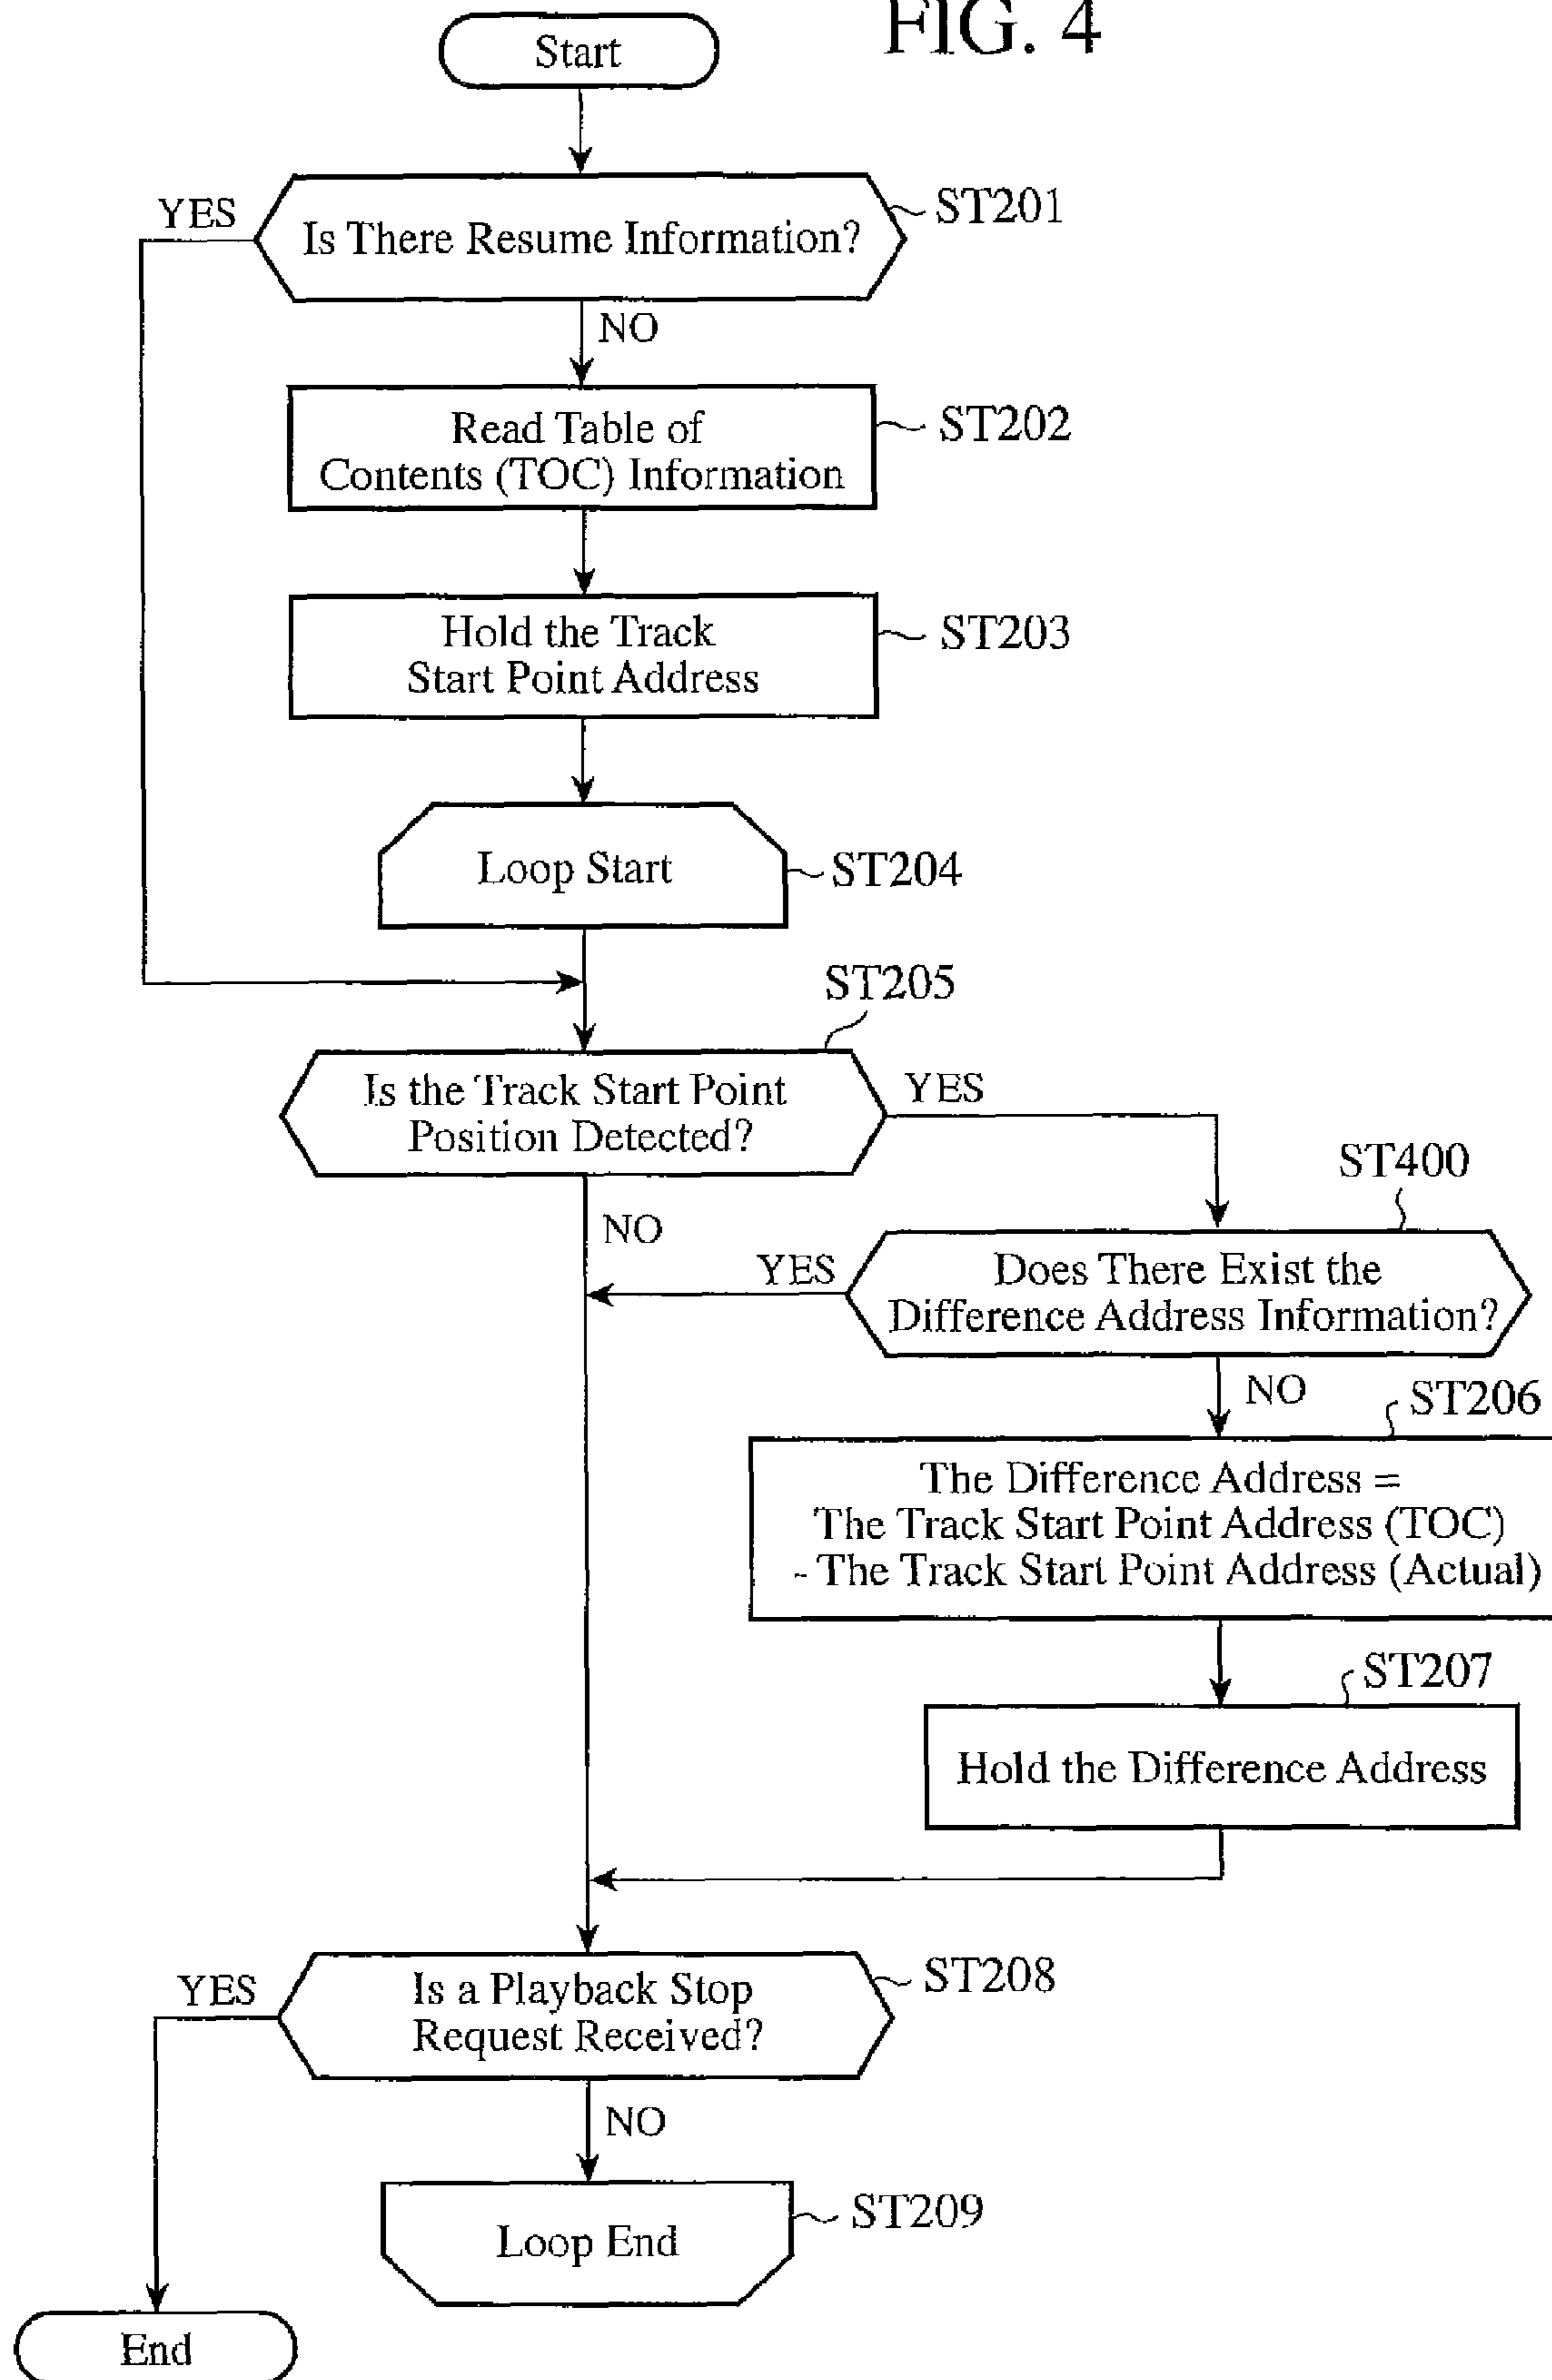 FIG. 4
Start
YES
Is There Resume Information?
ST201
NO
Read Table of
Contents (TOC) Information
ST202
Hold the Track
Start Point Address
ST203
Loop Start
ST204
ST205
Is the Track Start Point
Position Detected?
YES
ST400
NO
YES
Does There Exist the
Difference Address Information?
NO
ST206
The Difference Address =
The Track Start Point Address (TOC)
- The Track Start Point Address (Actual)
ST207
Hold the Difference Address
YES
Is a Playback Stop
Request Received?
ST208
NO
Loop End
ST209
End